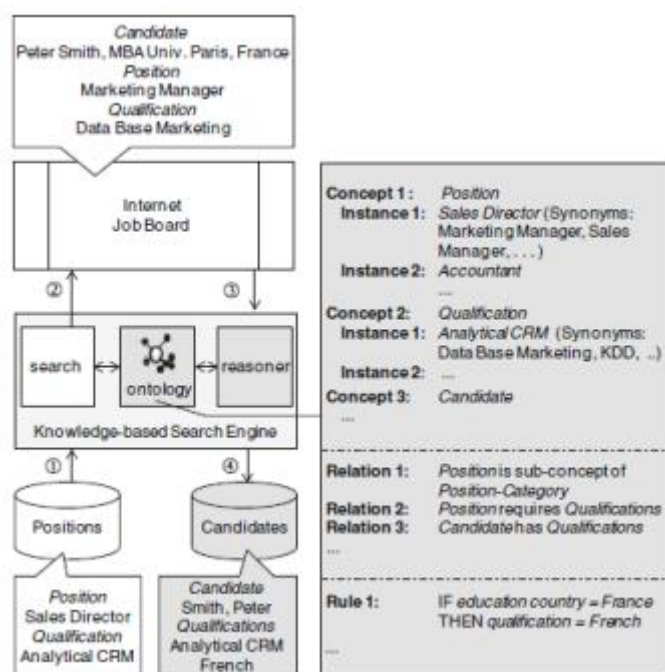 Candidate
Peter Smith, MBA Univ. Paris, France
Position
Marketing Manager
Qualification
Data Base Marketing
Internet
Job Board
②
③
search
ontology
reasoner
Knowledge-based Search Engine
①
④
Positions
Candidates
Position
Sales Director
Qualification
Analytical CRM
Candidate
Smith, Peter
Qualifications
Analytical CRM
French
Concept 1: Position
Instance 1: Sales Director (Synonyms:
Marketing Manager, Sales
Manager, . . . )
Instance 2: Accountant
...
Concept 2: Qualification
Instance 1: Analytical CRM (Synonyms:
Data Base Marketing, KDD, ..)
Instance 2: ...
Concept 3: Candidate
...
Relation 1: Position is sub-concept of
Position-Category
Relation 2: Position requires Qualifications
Relation 3: Candidate has Qualifications
...
Rule 1: IF education country = France
THEN qualification = French
...